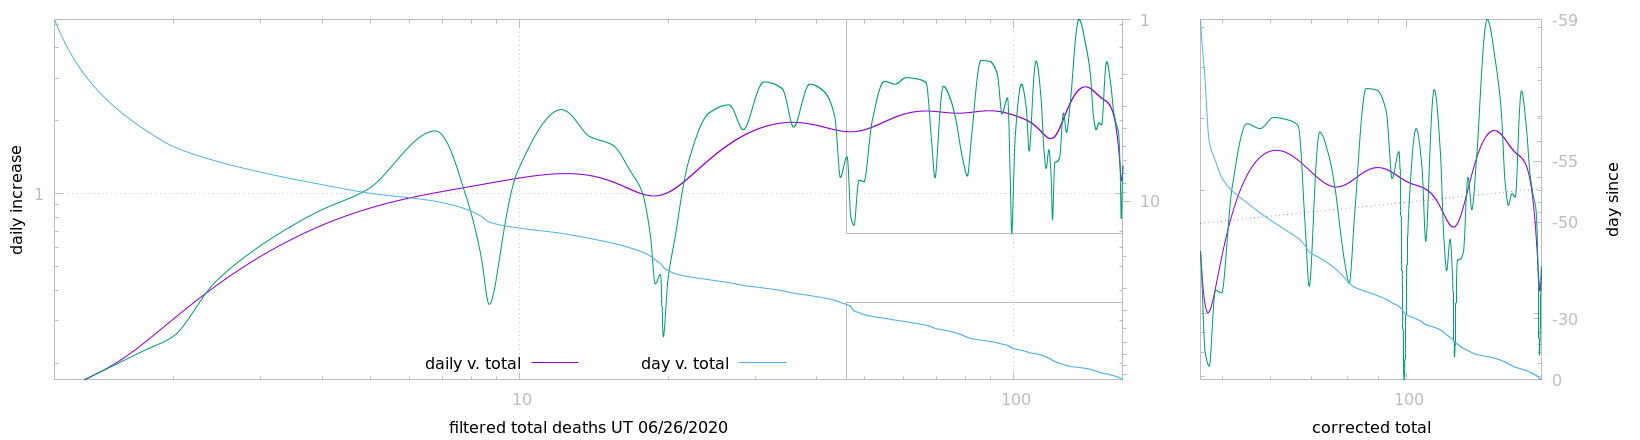 daily increase
1
daily v. total
day v. total
10
100
filtered total deaths UT 06/26/2020
1
10
100
corrected total
-59
-55
-50
-30
0
day since